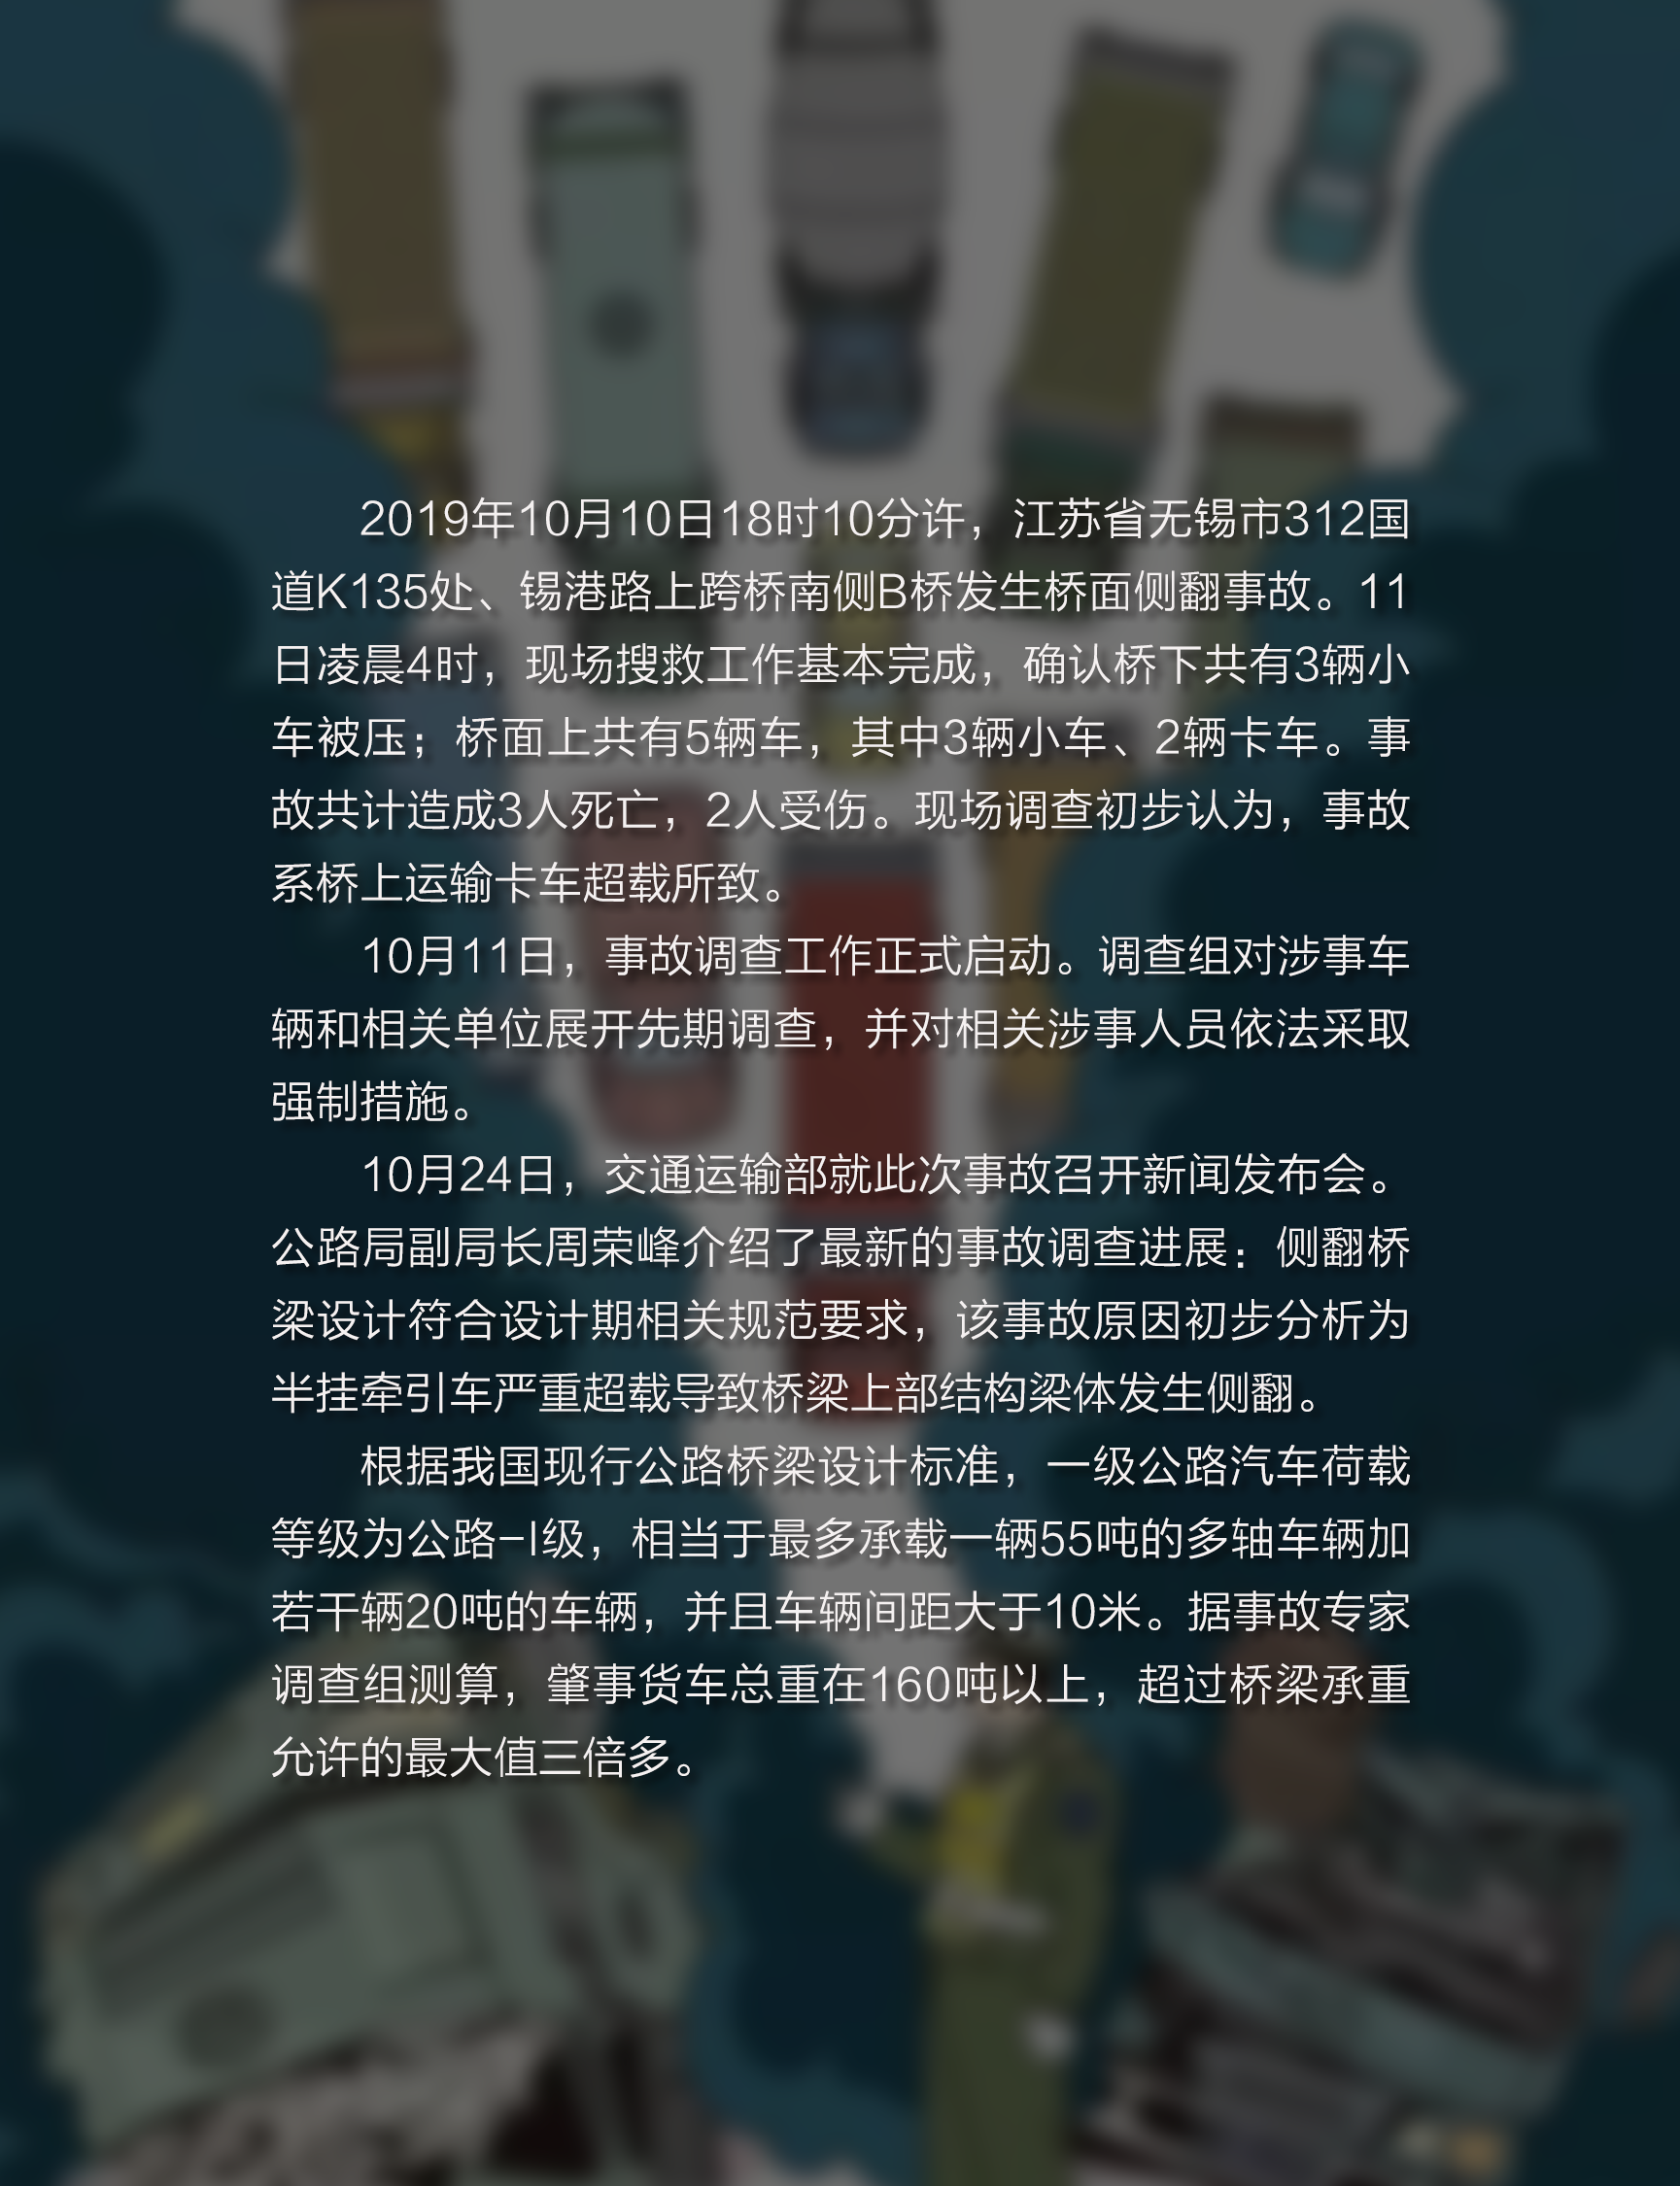 2019年10月10日18时10分许，江苏省无锡市312国
道K135处、锡港路上跨桥南侧B桥发生桥面侧翻事故。11
日凌晨4时，现场搜救工作基本完成，确认桥下共有3辆小
车被压；桥面上共有5辆车，其中3辆小车、2辆卡车。事
故共计造成3人死亡，2人受伤。现场调查初步认为，事故
系桥上运输卡车超载所致。
10月11日，事故调查工作正式启动。调查组对涉事车
辆和相关单位展开先期调查，并对相关涉事人员依法采取
强制措施。
10月24日，交通运输部就此次事故召开新闻发布会。
公路局副局长周荣峰介绍了最新的事故调查进展：侧翻桥
梁设计符合设计期相关规范要求，该事故原因初步分析为
半挂牵引车严重超载导致桥梁上部结构梁体发生侧翻。
根据我国现行公路桥梁设计标准，一级公路汽车荷载
等级为公路-I级，相当于最多承载一辆55吨的多轴车辆加
若干辆20吨的车辆，并且车辆间距大于10米。据事故专家
调查组测算，肇事货车总重在160吨以上，超过桥梁承重
允许的最大值三倍多。